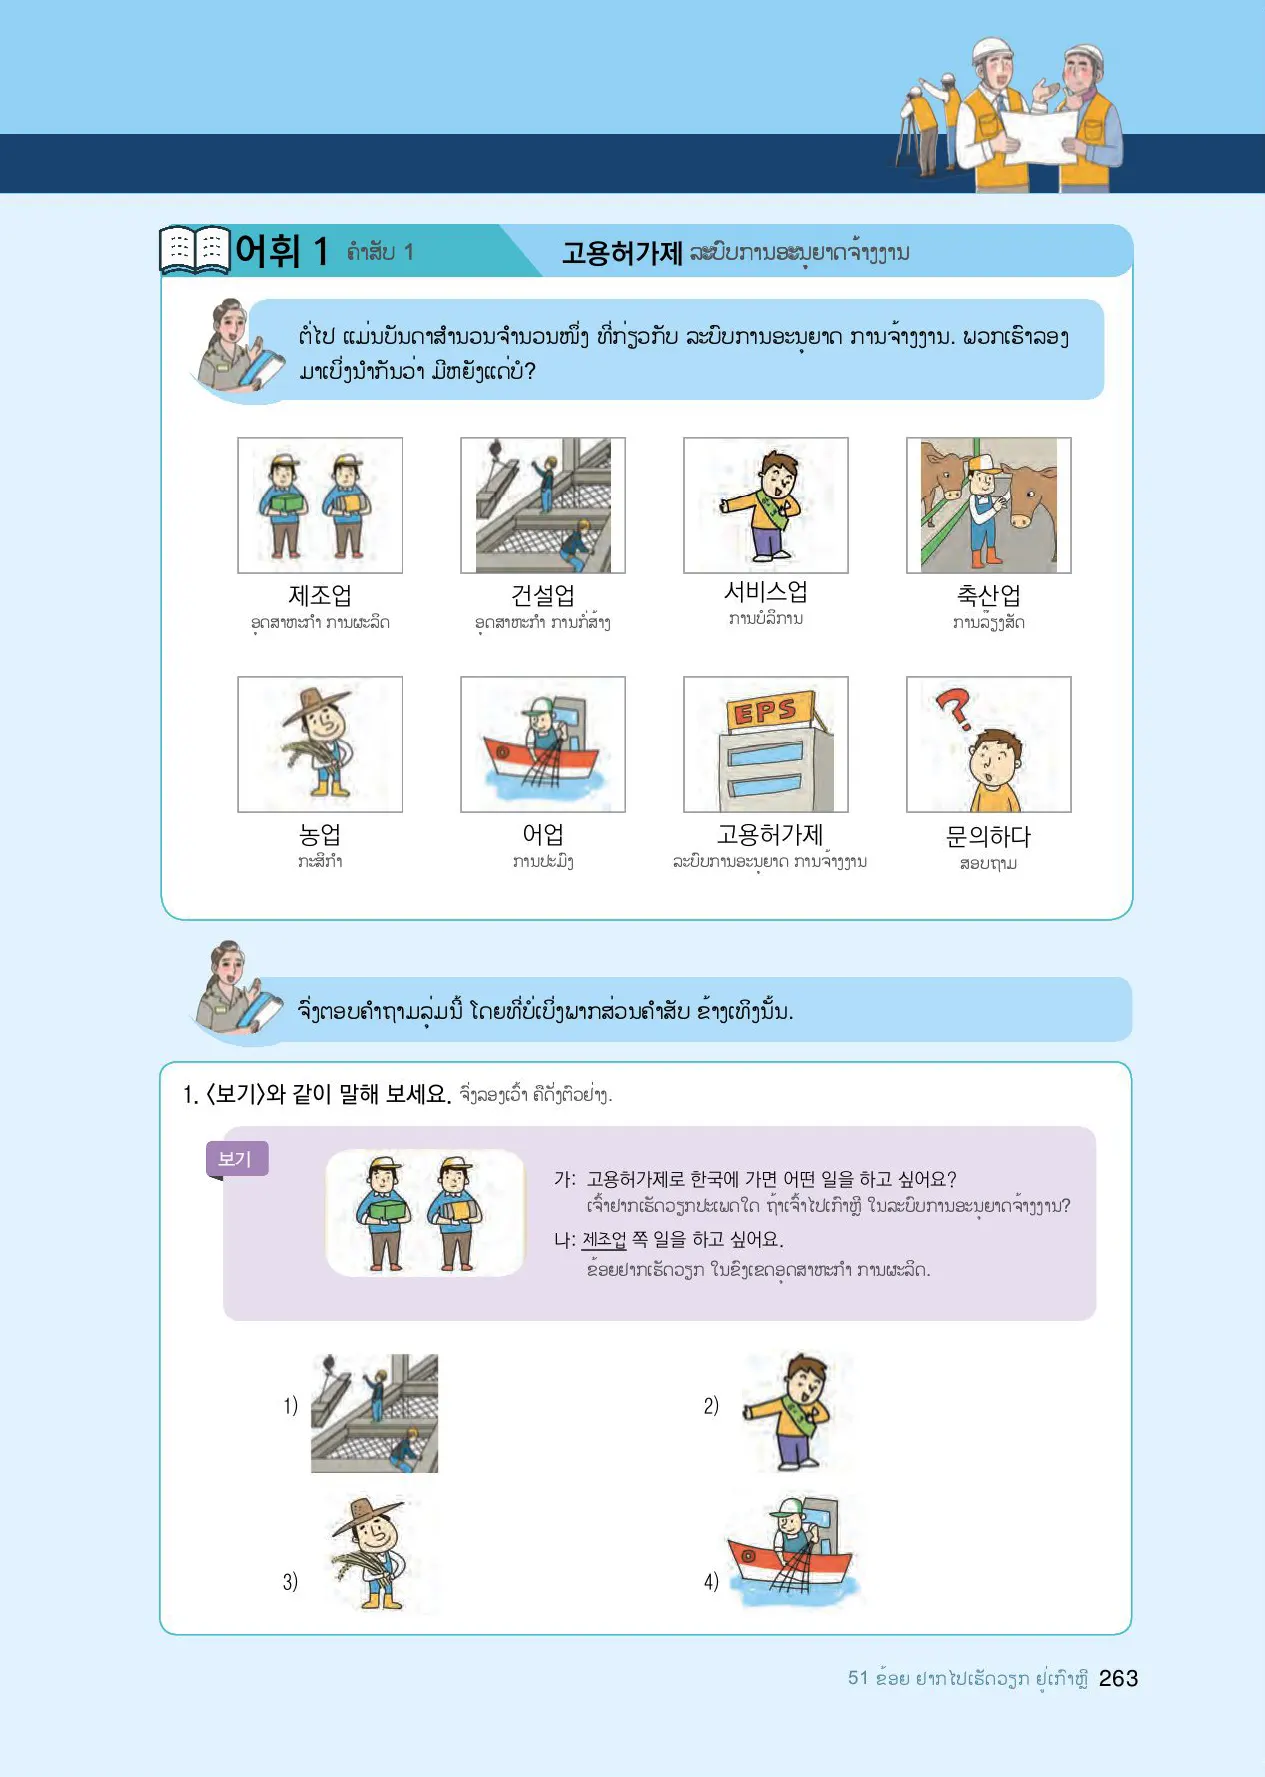 어휘 1 ຄຳສັບ 1 고용허가제 ລະບົບການອະນຸຍາດຈ້າງງານ
ຕໍ່ໄປ ແມ່ນບັນດາສຳນວນຈຳນວນໜຶ່ງ ທີ່ກ່ຽວກັບ ລະບົບການອະນຸຍາດ ການຈ້າງງານ. ພວກເຮົາລອງ
ມາເບິ່ງນຳກັນວ່າ ມີຫຍັງແດ່ບໍ?
EPS
제조업 건설업 서비스업 축산업
ອຸດສາຫະກຳ ການຜະລິດ ອຸດສາຫະກຳ ການກໍ່ສ້າງ ການບໍລິການ ການລ້ຽງສັດ
농업 어업 고용허가제 문의하다
ກະສິກຳ ການປະມົງ ລະບົບການອະນຸຍາດ ການຈ້າງງານ ສອບຖາມ
ຈົ່ງຕອບຄຳຖາມລຸ່ມນີ້ ໂດຍທີ່ບໍ່ເບິ່ງພາກສ່ວນຄຳສັບ ຂ້າງເທິງນັ້ນ.
1. 〈보기〉와 같이 말해 보세요. ຈົ່ງລອງເວົ້າ ຄືດັ່ງຕົວຢ່າງ.
보기
가: 고용허가제로 한국에 가면 어떤 일을 하고 싶어요?
ເຈົ້າຢາກເຮັດວຽກປະເພດໃດ ຖ້າເຈົ້າໄປເກົາຫຼີ ໃນລະບົບການອະນຸຍາດຈ້າງງານ?
나: 제조업 쪽 일을 하고 싶어요.
ຂ້ອຍຢາກເຮັດວຽກ ໃນຂົງເຂດອຸດສາຫະກຳ ການຜະລິດ.
1) 2)
3) 4)
51 ຂ້ອຍ ຢາກໄປເຮັດວຽກ ຢູ່ເກົາຫຼີ 263